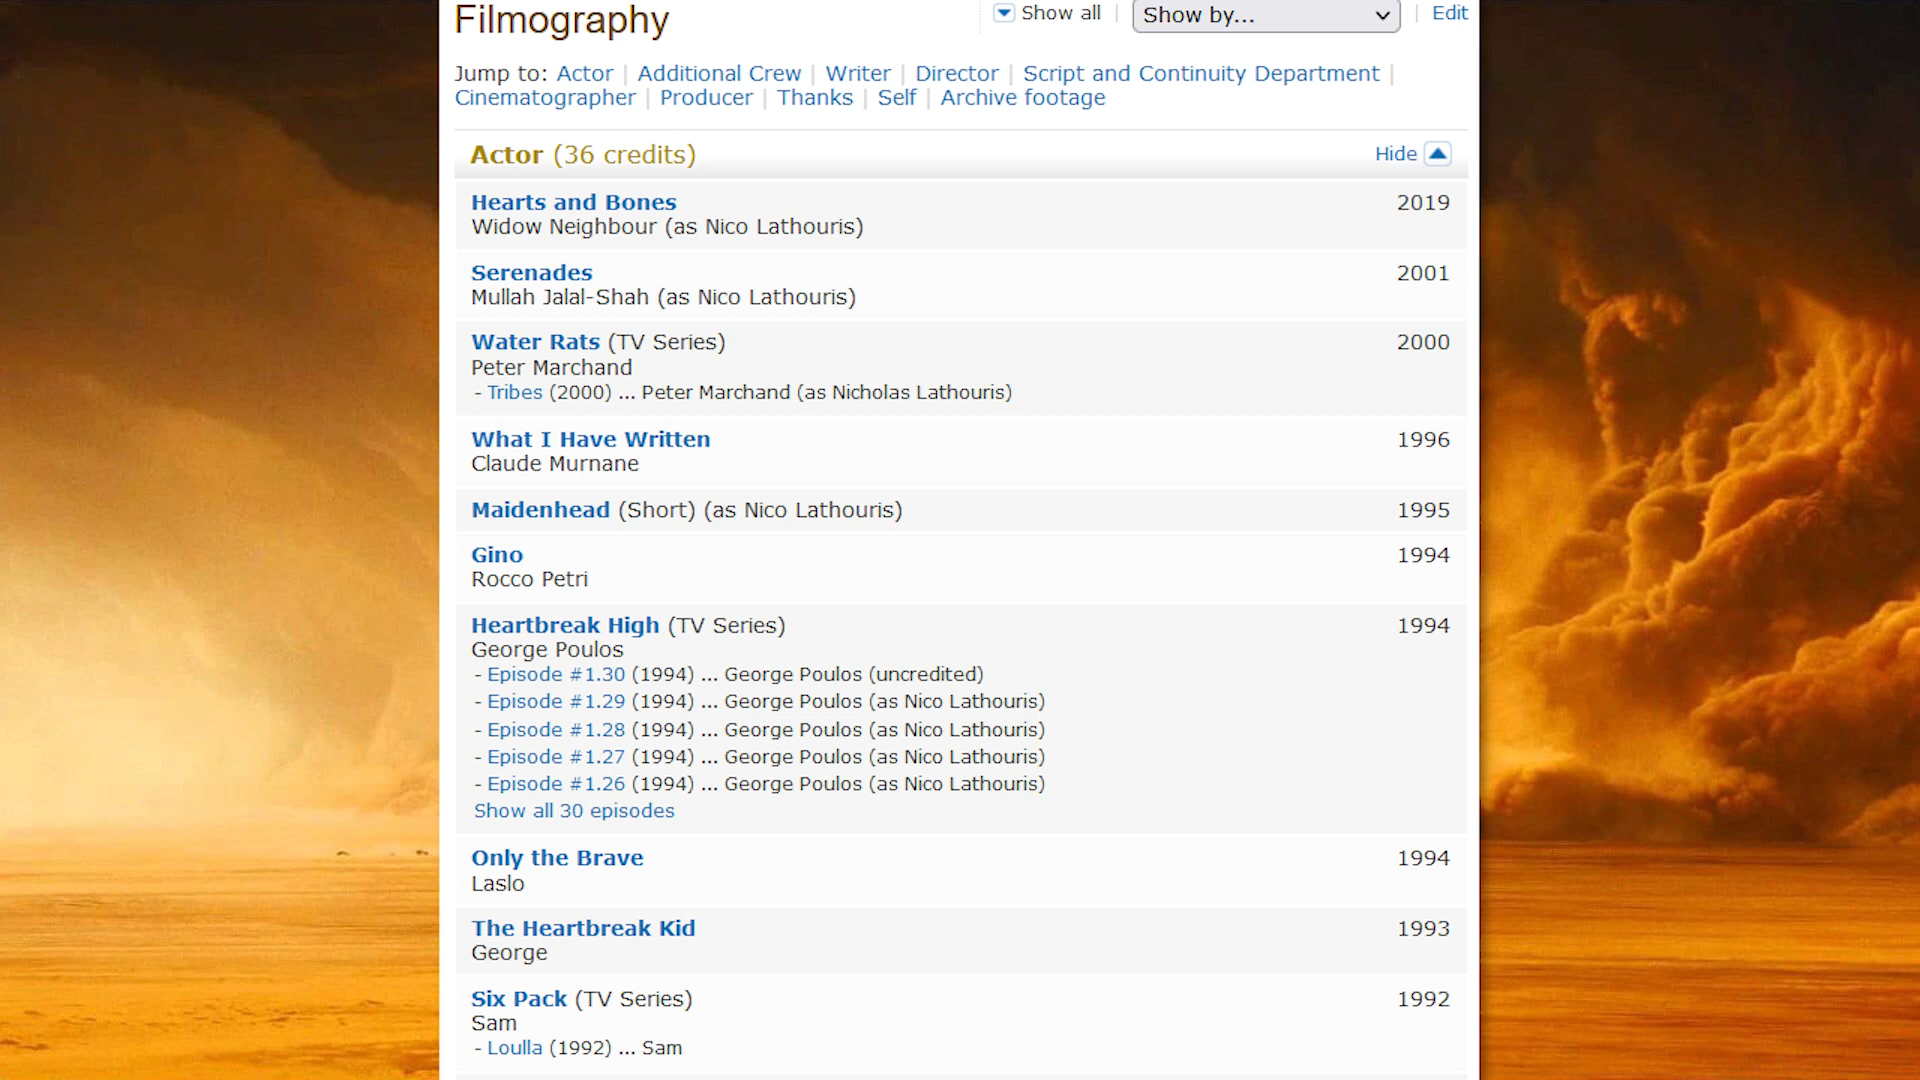 Filmography
Show all | Show by... | Edit
Jump to: Actor | Additional Crew | Writer | Director | Script and Continuity Department |
Cinematographer | Producer | Thanks | Self | Archive footage
Actor (36 credits) Hide
Hearts and Bones 2019
Widow Neighbour (as Nico Lathouris)
Serenades 2001
Mullah Jalal-Shah (as Nico Lathouris)
Water Rats (TV Series) 2000
Peter Marchand
- Tribes (2000) ... Peter Marchand (as Nicholas Lathouris)
What I Have Written 1996
Claude Murnane
Maidenhead (Short) (as Nico Lathouris) 1995
Gino 1994
Rocco Petri
Heartbreak High (TV Series) 1994
George Poulos
- Episode #1.30 (1994) ... George Poulos (uncredited)
- Episode #1.29 (1994) ... George Poulos (as Nico Lathouris)
- Episode #1.28 (1994) ... George Poulos (as Nico Lathouris)
- Episode #1.27 (1994) ... George Poulos (as Nico Lathouris)
- Episode #1.26 (1994) ... George Poulos (as Nico Lathouris)
Show all 30 episodes
Only the Brave 1994
Laslo
The Heartbreak Kid 1993
George
Six Pack (TV Series) 1992
Sam
- Loulla (1992) ... Sam